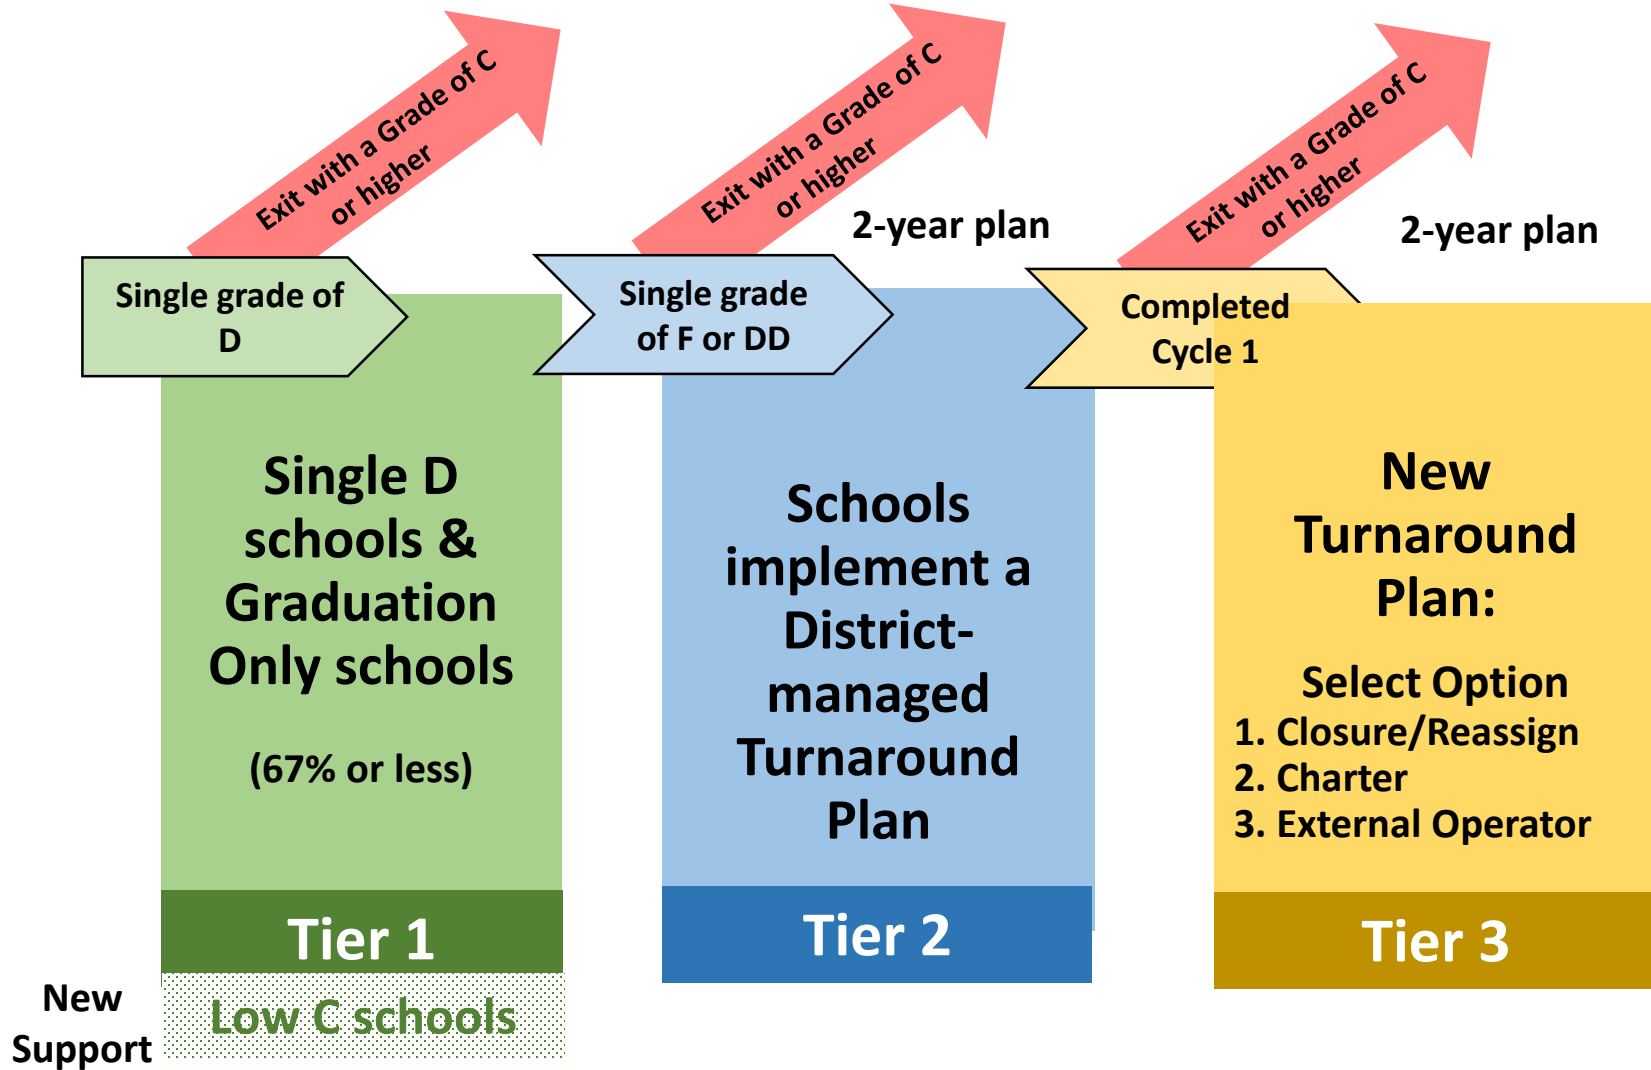 Exit with a Grade of C
or higher
Single grade of
D
Single D
schools &
Graduation
Only schools
(67% or less)
Tier 1
Low C schools
New
Support
Exit with a Grade of C
or higher
2-year plan
Single grade
of F or DD
Schools
implement a
District-
managed
Turnaround
Plan
Tier 2
Exit with a Grade of C
or higher
2-year plan
Completed
Cycle 1
New
Turnaround
Plan:
Select Option
1. Closure/Reassign
2. Charter
3. External Operator
Tier 3